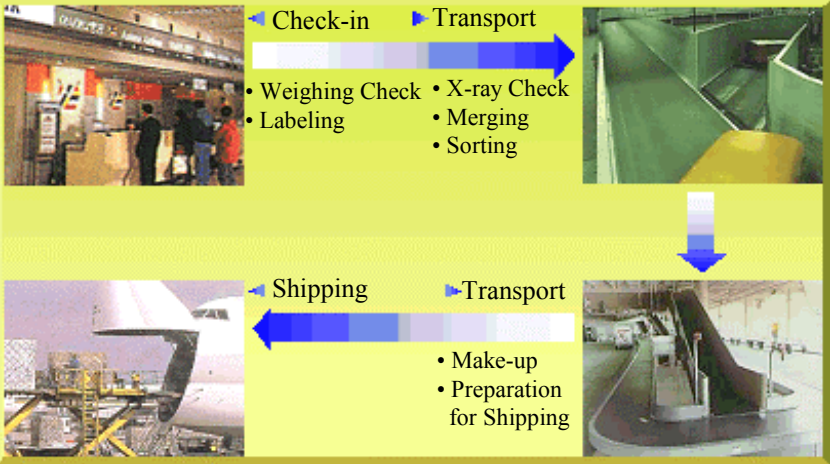 Check-in
Transport
• Weighing Check
• Labeling
• X-ray Check
• Merging
• Sorting
Shipping
Transport
• Make-up
• Preparation
for Shipping